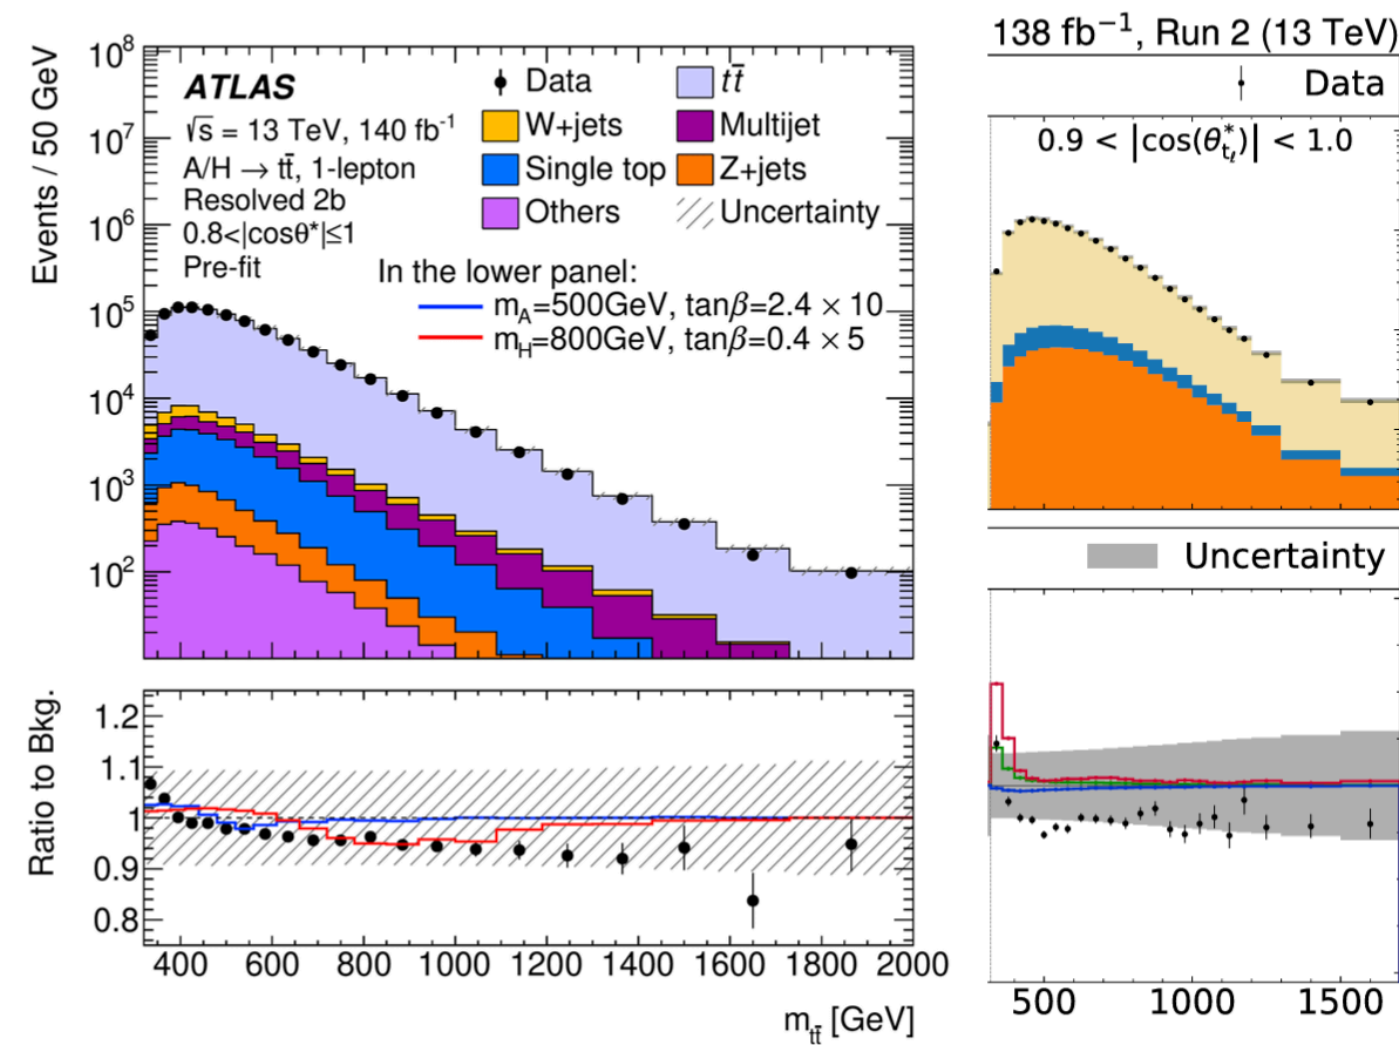 10⁸
10⁷
10⁶
10⁵
10⁴
10³
10²
Events / 50 GeV
ATLAS
√s = 13 TeV, 140 fb⁻¹
A/H → tt̄, 1-lepton
Resolved 2b
0.8<|cosθ*|≤1
Pre-fit
Data
tt̄
W+jets
Multijet
Single top
Z+jets
Others
Uncertainty
In the lower panel:
m_A=500GeV, tanβ=2.4 × 10
m_H=800GeV, tanβ=0.4 × 5
Ratio to Bkg.
1.2
1.1
1
0.9
0.8
400 600 800 1000 1200 1400 1600 1800 2000
m_tt̄ [GeV]
138 fb⁻¹, Run 2 (13 TeV)
Data
0.9 < |cos(θ*_tℓ)| < 1.0
Uncertainty
500 1000 1500